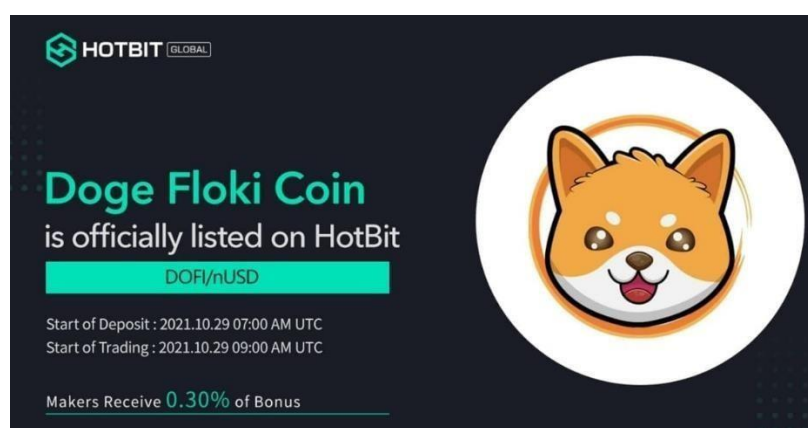 HOTBIT GLOBAL
Doge Floki Coin
is officially listed on HotBit
DOFI/nUSD
Start of Deposit : 2021.10.29 07:00 AM UTC
Start of Trading : 2021.10.29 09:00 AM UTC
Makers Receive 0.30% of Bonus